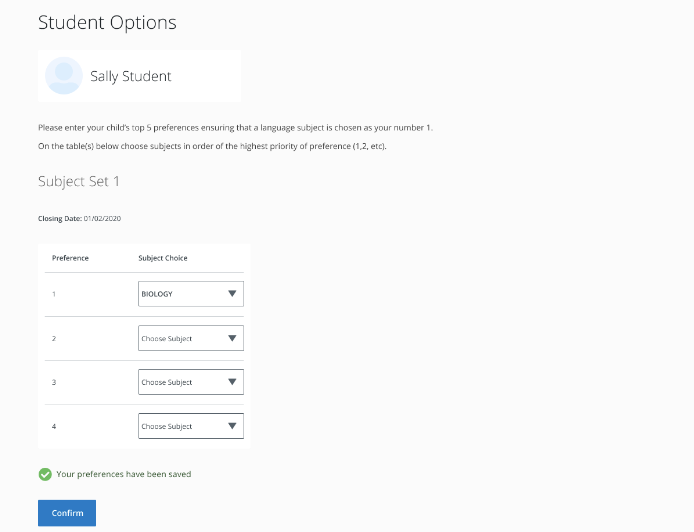 Student Options
Sally Student
Please enter your child's top 5 preferences ensuring that a language subject is chosen as your number 1.
On the table(s) below choose subjects in order of the highest priority of preference (1,2, etc).
Subject Set 1
Closing Date: 01/02/2020
Preference Subject Choice
1 BIOLOGY
2 Choose Subject
3 Choose Subject
4 Choose Subject
Your preferences have been saved
Confirm